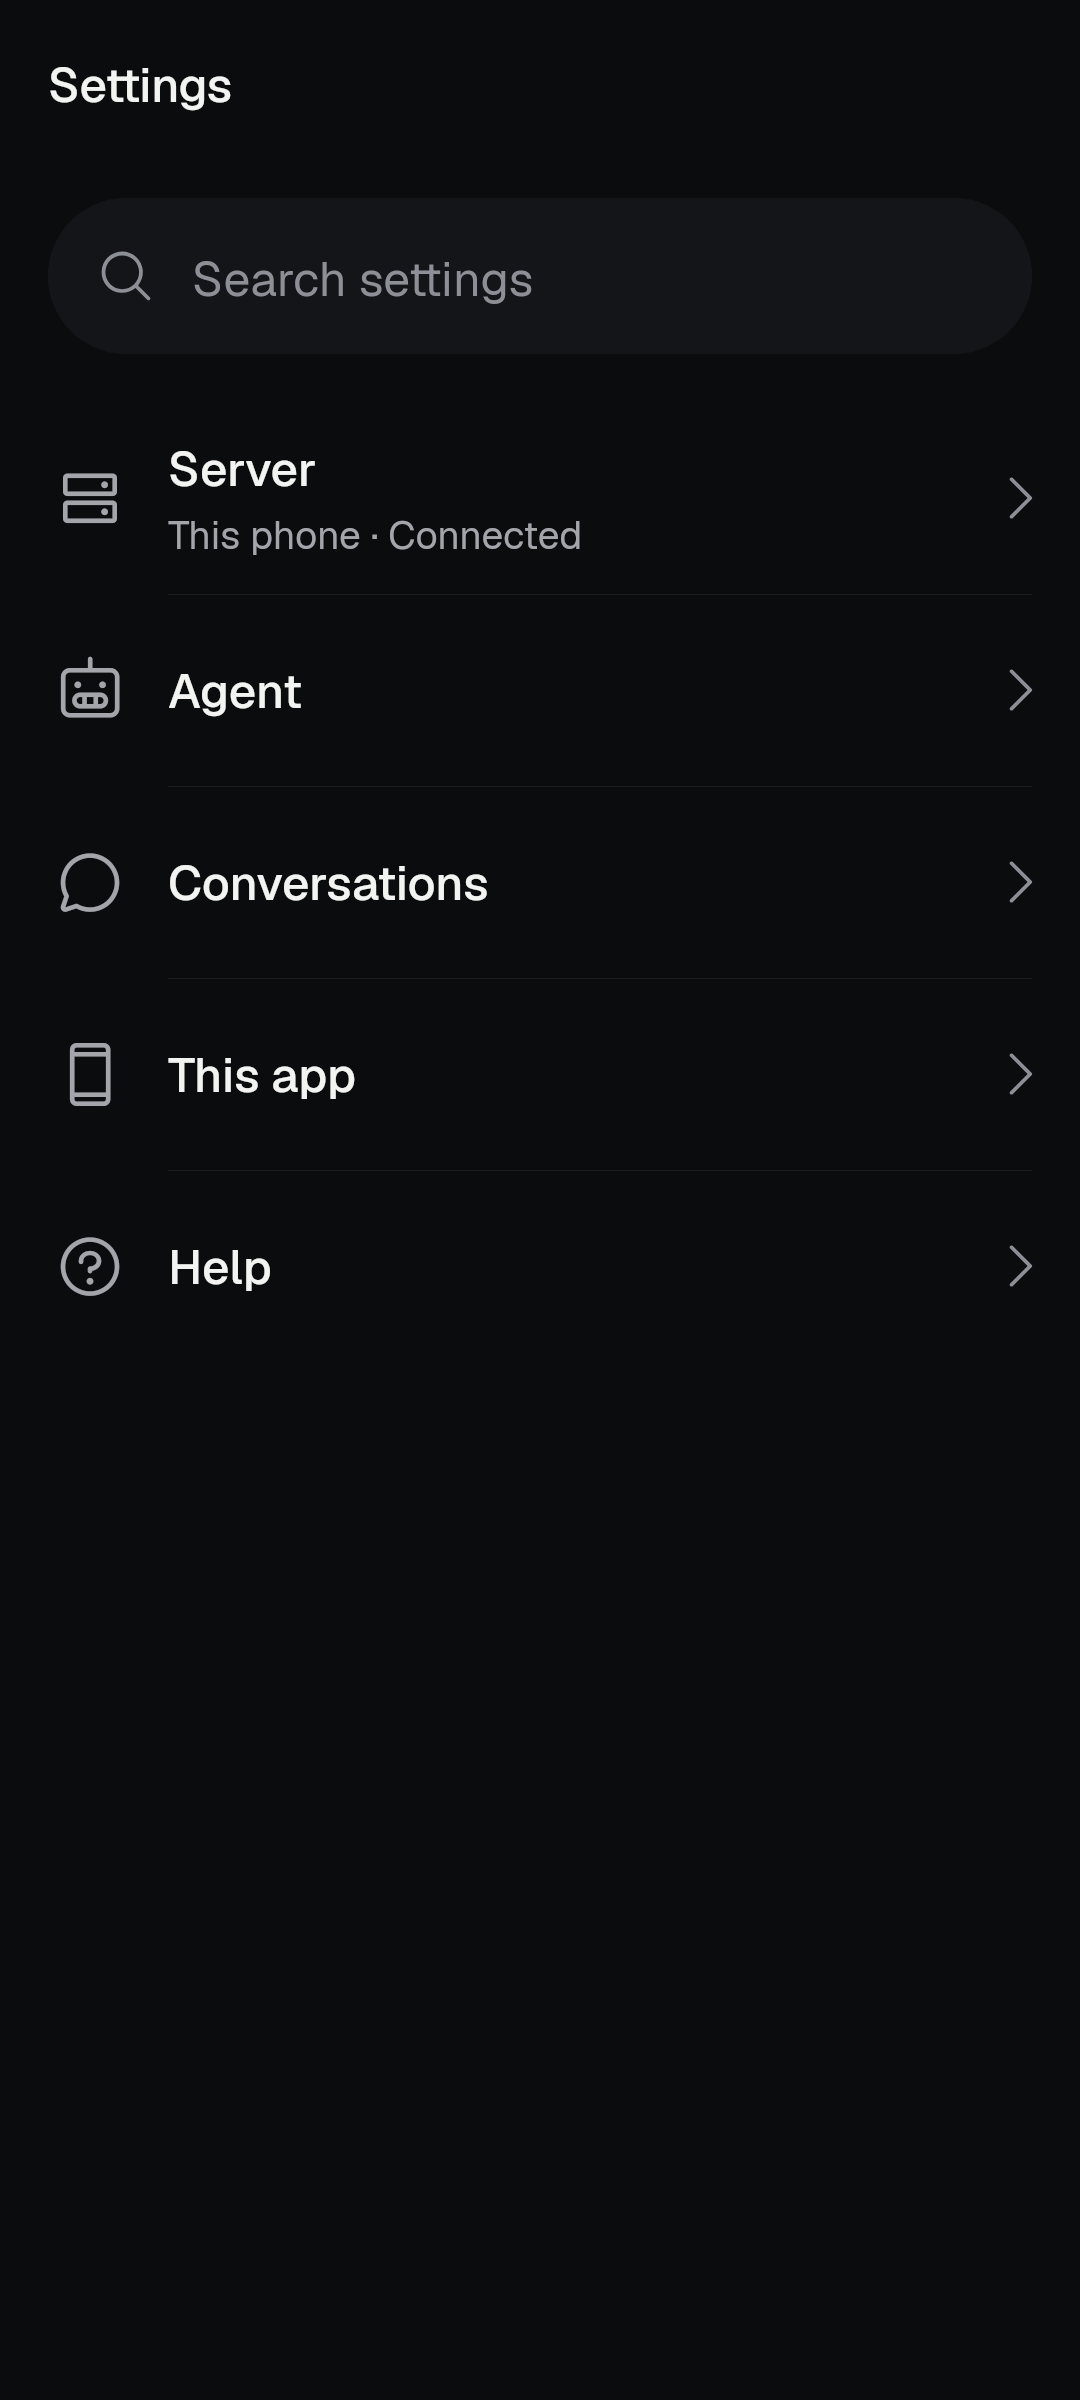 Settings
Search settings
Server
This phone · Connected
Agent
Conversations
This app
Help